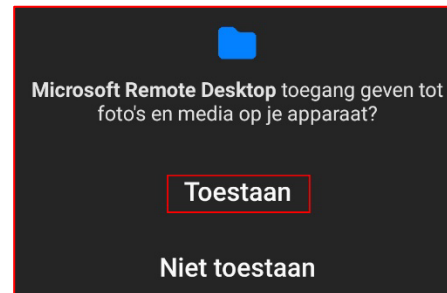 Microsoft Remote Desktop toegang geven tot
foto's en media op je apparaat?
Toestaan
Niet toestaan